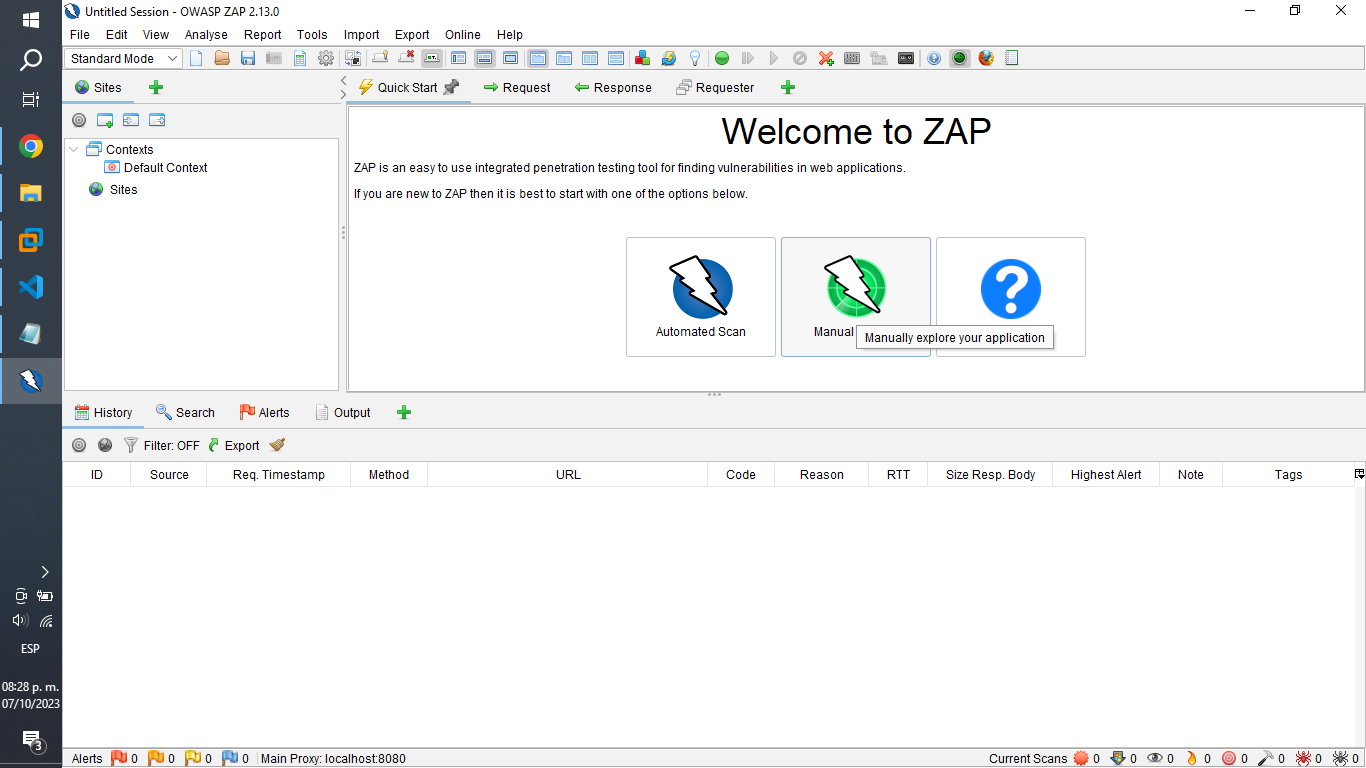 Untitled Session - OWASP ZAP 2.13.0
File Edit View Analyse Report Tools Import Export Online Help
Standard Mode
Sites
Quick Start Request Response Requester
Welcome to ZAP
ZAP is an easy to use integrated penetration testing tool for finding vulnerabilities in web applications.
If you are new to ZAP then it is best to start with one of the options below.
Contexts
Default Context
Sites
Automated Scan
Manual
Manually explore your application
History Search Alerts Output
Filter: OFF Export
ID Source Req. Timestamp Method URL Code Reason RTT Size Resp. Body Highest Alert Note Tags
ESP
08:28 p. m.
07/10/2023
3
Alerts 0 0 0 0 Main Proxy: localhost:8080 Current Scans 0 0 0 0 0 0 0 0